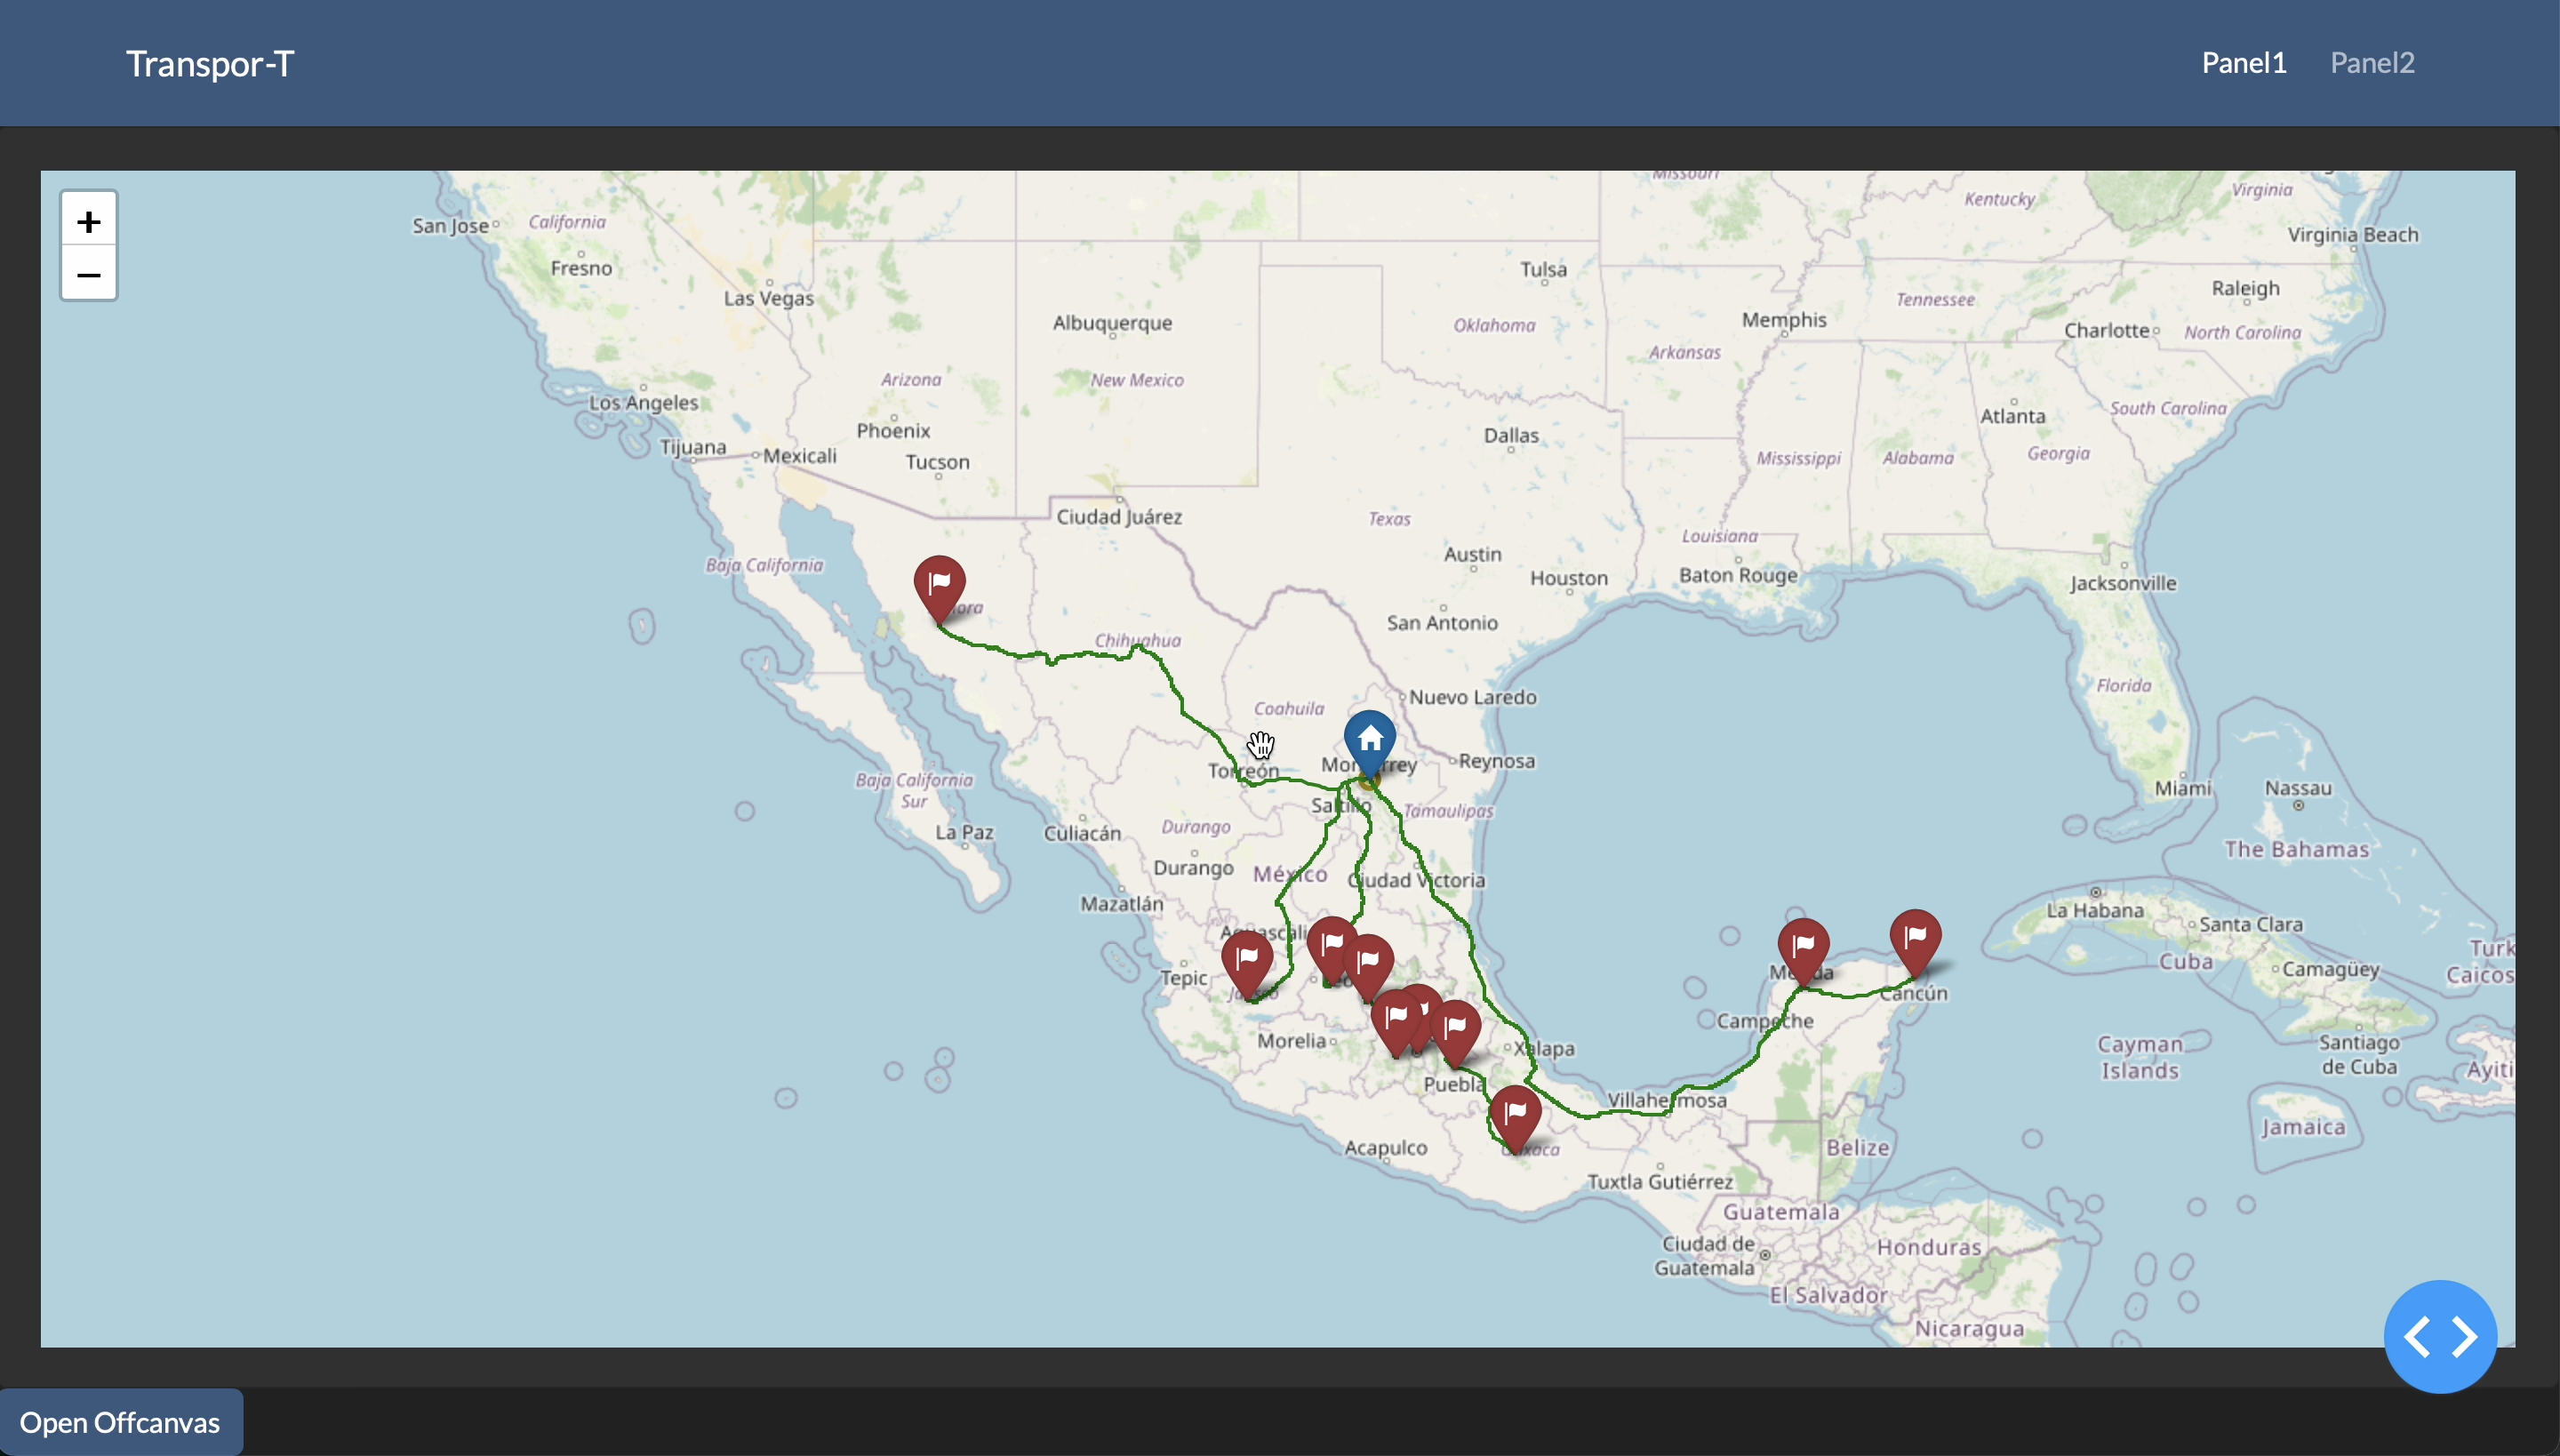 Transpor-T
Panel1 Panel2
+
−
Missouri
Kentucky
Virginia
San Jose
California
Virginia Beach
Fresno
Tulsa
Las Vegas
Raleigh
Tennessee
Albuquerque
Oklahoma
Memphis
Charlotte
North Carolina
Arkansas
Arizona
New Mexico
Los Angeles
South Carolina
Atlanta
Phoenix
Dallas
Tijuana
Mexicali
Tucson
Mississippi
Alabama
Georgia
Ciudad Juárez
Texas
Louisiana
Austin
Baja California
Houston
Baton Rouge
Jacksonville
San Antonio
Chihuahua
Florida
Nuevo Laredo
Coahuila
Reynosa
Monterrey
Torreón
Baja California
Sur
Miami
Nassau
Saltillo
Tamaulipas
La Paz
Culiacán
Durango
The Bahamas
Durango
México
Ciudad Victoria
Mazatlán
La Habana
Santa Clara
Turk
Caicos
Cuba
Camagüey
Tepic
Cancún
Campeche
Morelia
Xalapa
Santiago
de Cuba
Cayman
Islands
Ayiti
Puebla
Villahermosa
Jamaica
Acapulco
Belize
Oaxaca
Tuxtla Gutiérrez
Guatemala
Ciudad de
Guatemala
Honduras
El Salvador
Nicaragua
Open Offcanvas